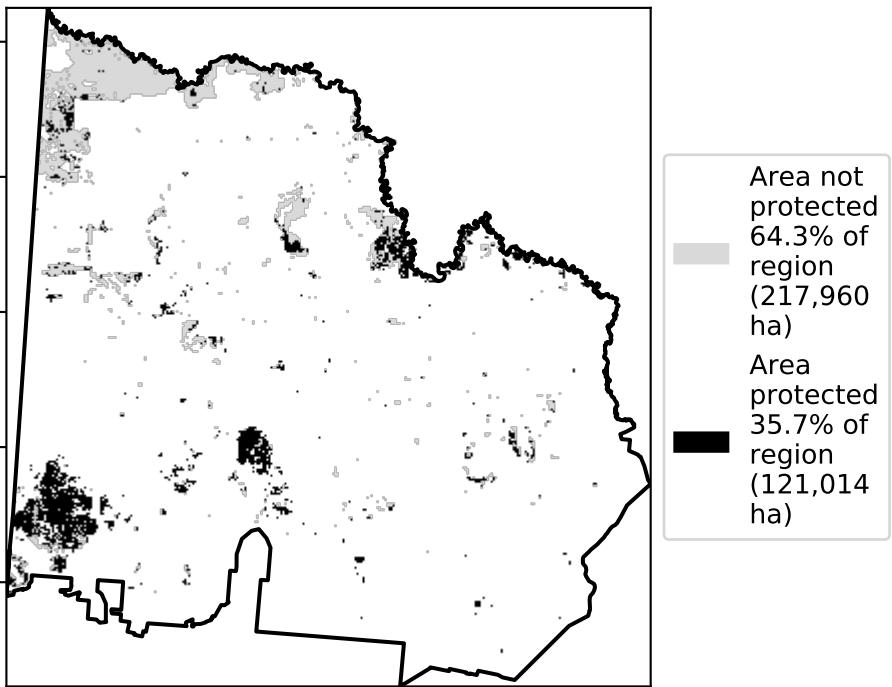 Area not
protected
64.3% of
region
(217,960
ha)
Area
protected
35.7% of
region
(121,014
ha)